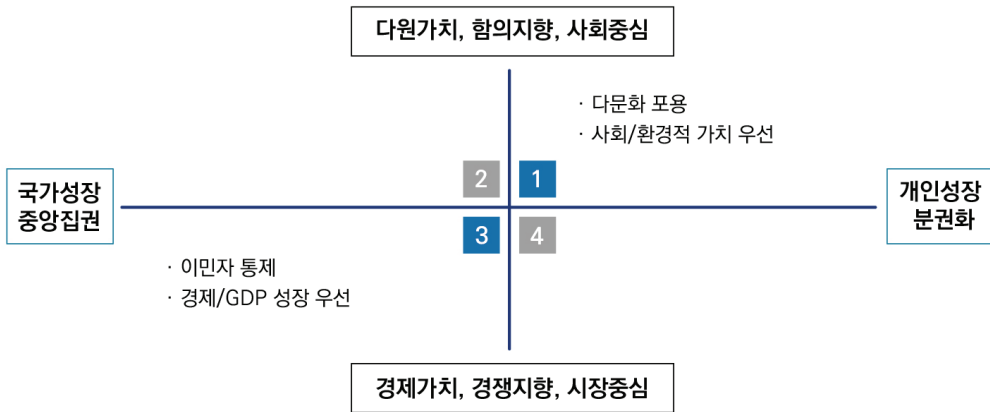 다원가치, 함의지향, 사회중심
· 다문화 포용
· 사회/환경적 가치 우선
2 1
국가성장
중앙집권
개인성장
분권화
3 4
· 이민자 통제
· 경제/GDP 성장 우선
경제가치, 경쟁지향, 시장중심